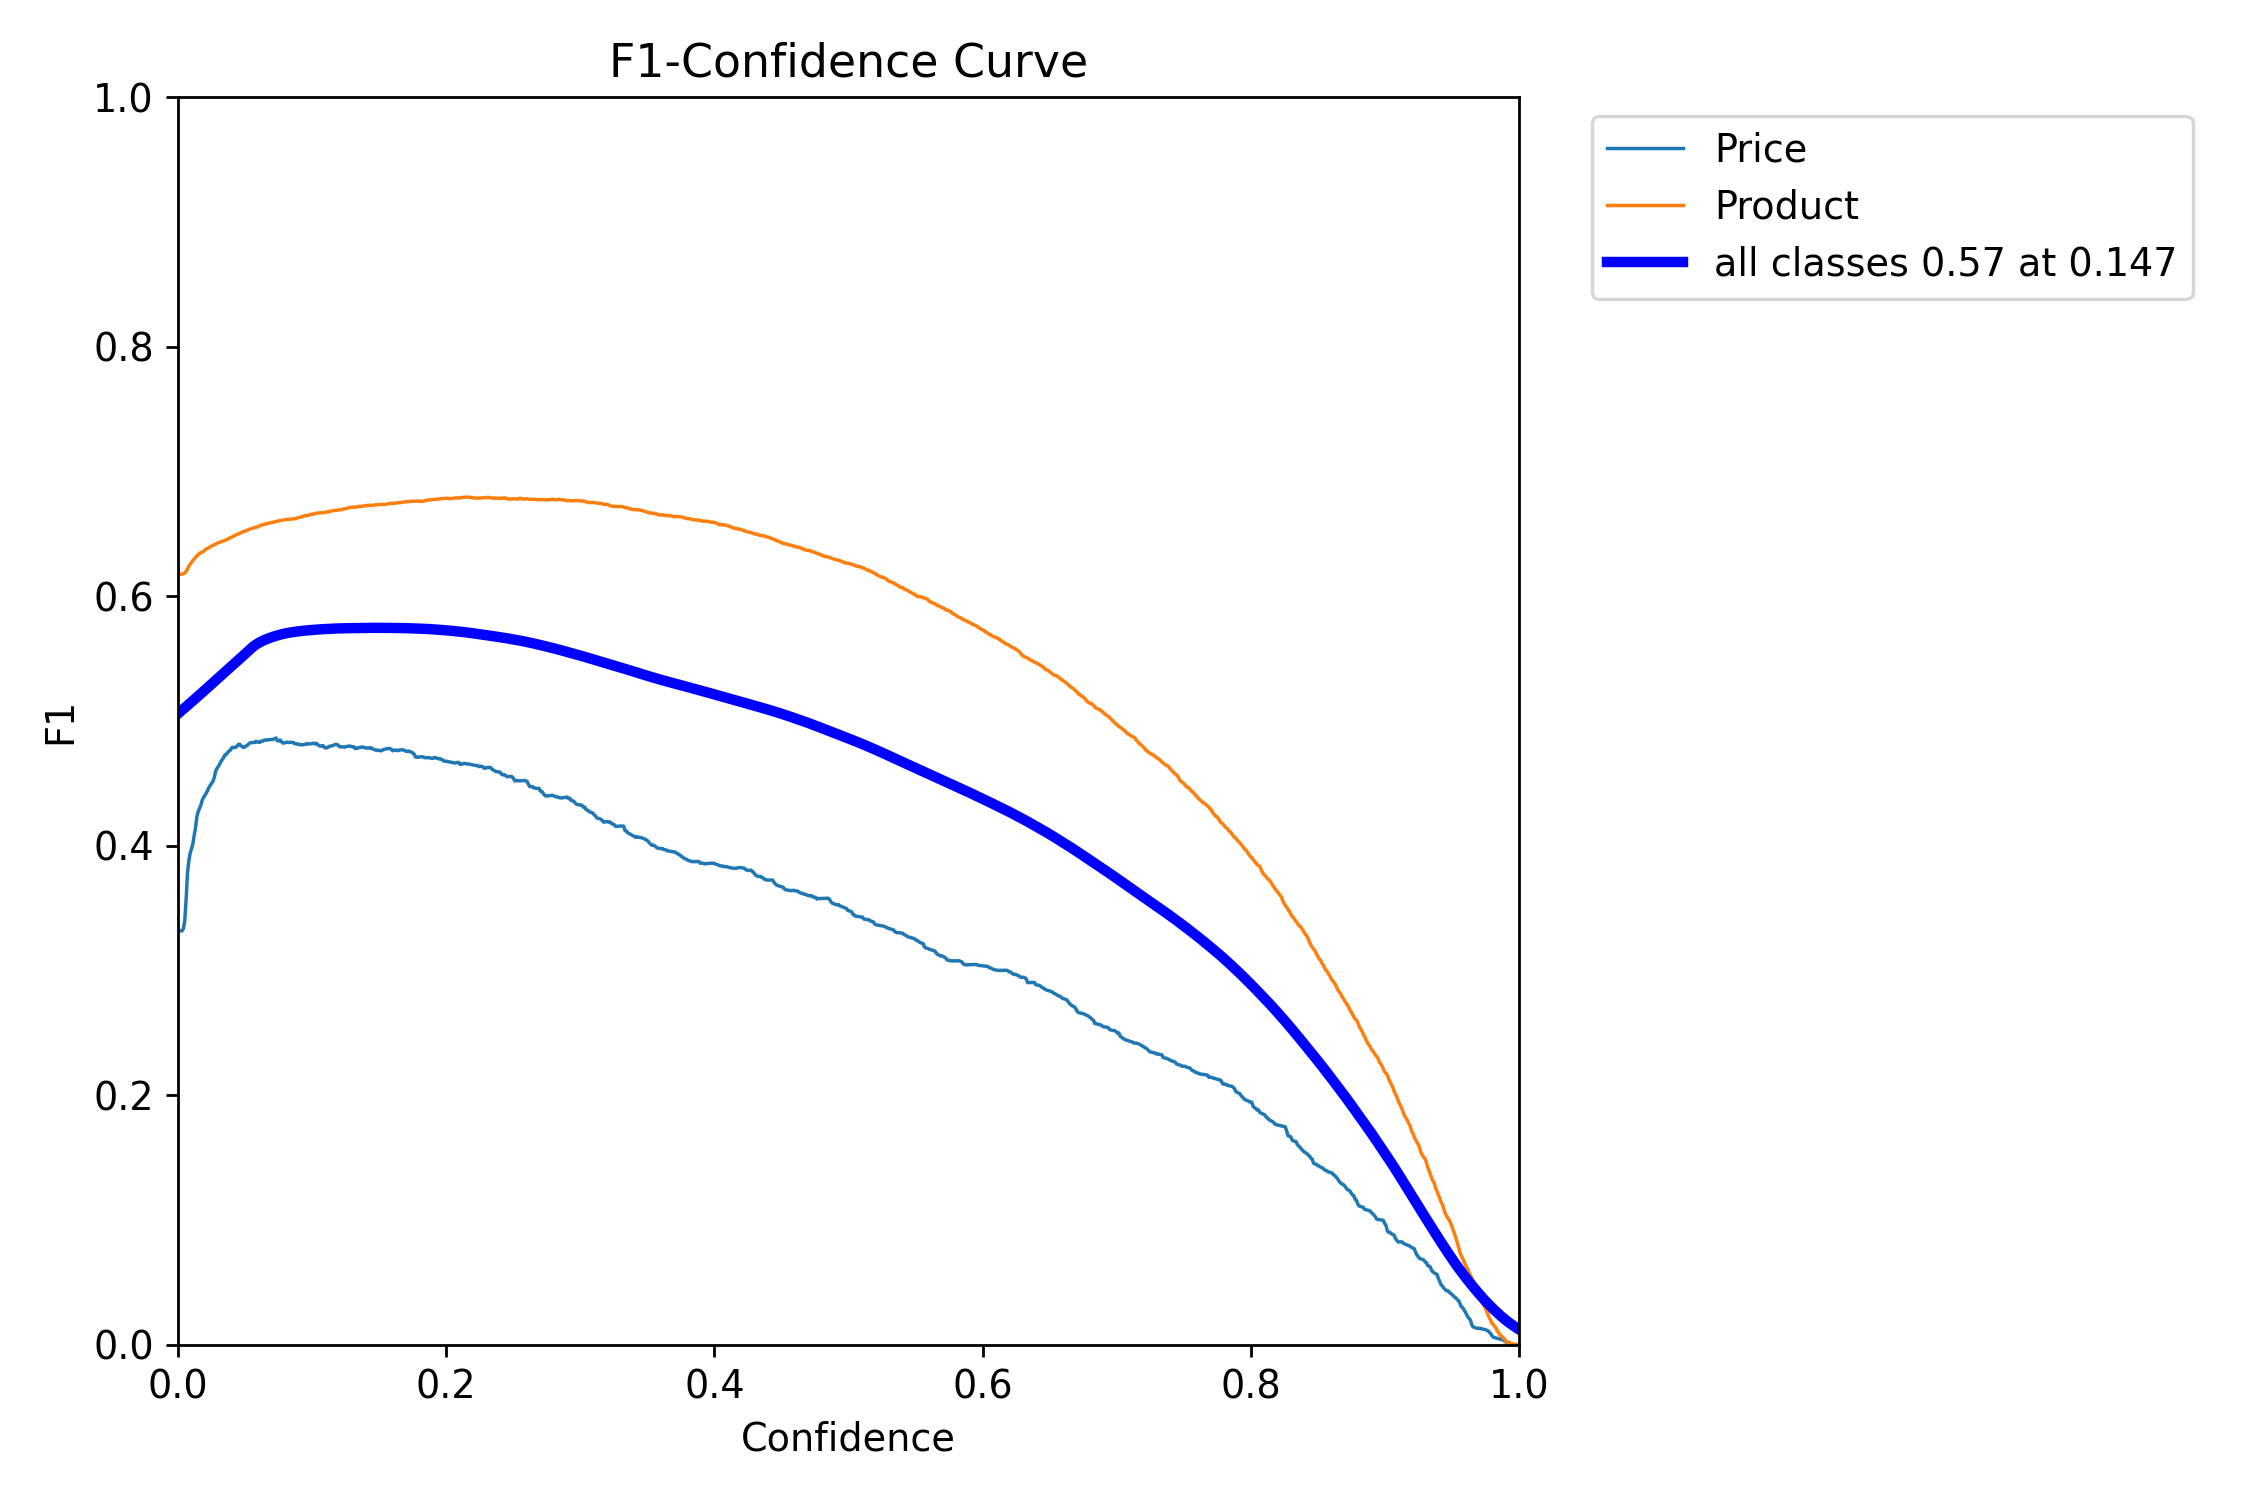 F1-Confidence Curve
1.0
0.8
0.6
0.4
0.2
0.0
F1
0.0 0.2 0.4 0.6 0.8 1.0
Confidence
Price
Product
all classes 0.57 at 0.147